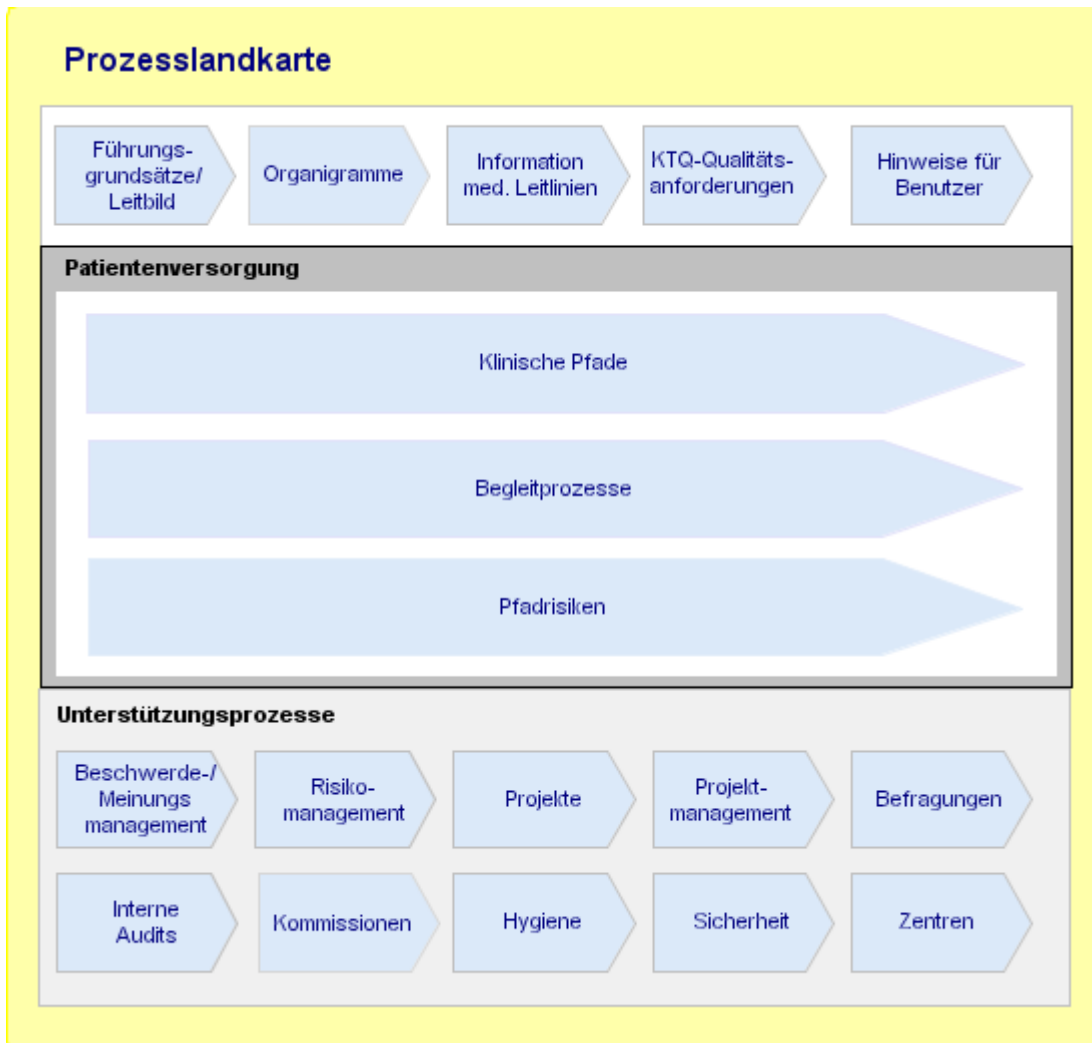 Prozesslandkarte
Führungs-
grundsätze/
Leitbild
Organigramme
Information
med. Leitlinien
KTQ-Qualitäts-
anforderungen
Hinweise für
Benutzer
Patientenversorgung
Klinische Pfade
Begleitprozesse
Pfadrisiken
Unterstützungsprozesse
Beschwerde-/
Meinungs
management
Risiko-
management
Projekte
Projekt-
management
Befragungen
Interne
Audits
Kommissionen
Hygiene
Sicherheit
Zentren